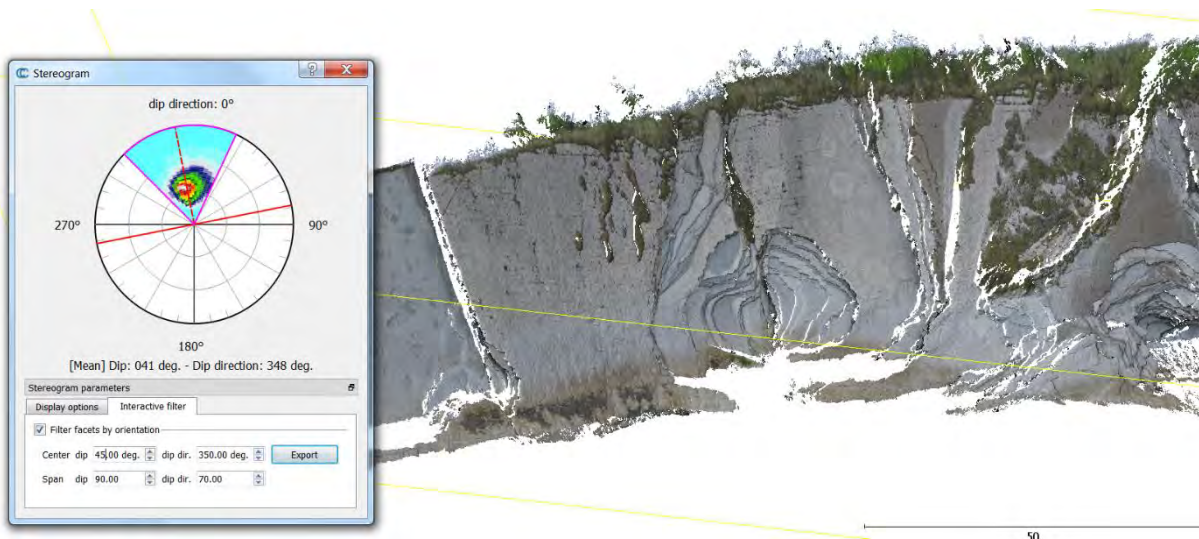 Stereogram
dip direction: 0°
270°
90°
180°
[Mean] Dip: 041 deg. - Dip direction: 348 deg.
Stereogram parameters
Display options Interactive filter
Filter facets by orientation
Center dip 45.00 deg. dip dir. 350.00 deg. Export
Span dip 90.00 dip dir. 70.00
50